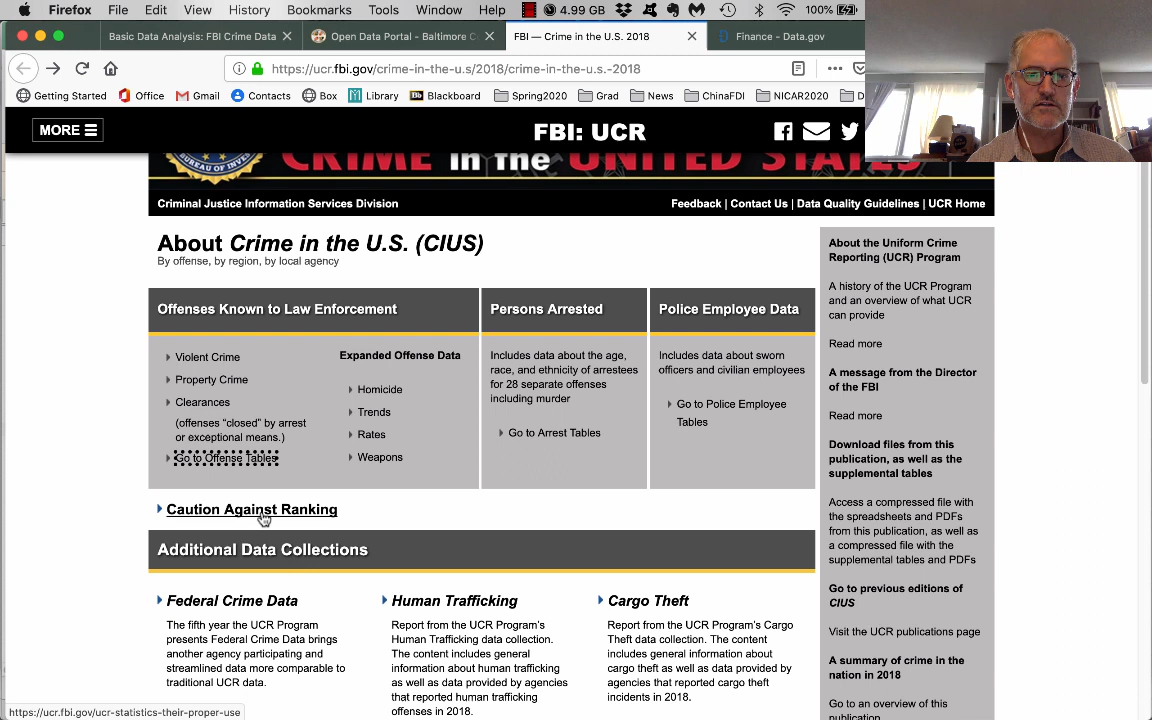 Firefox File Edit View History Bookmarks Tools Window Help 4.99 GB 100%
Basic Data Analysis: FBI Crime Data
Open Data Portal - Baltimore C
FBI — Crime in the U.S. 2018
Finance - Data.gov
https://ucr.fbi.gov/crime-in-the-u.s/2018/crime-in-the-u.s.-2018
Getting Started Office Gmail Contacts Box Library Blackboard Spring2020 Grad News ChinaFDI NICAR2020 D
MORE
FBI: UCR
BUREAU OF INVES
CRIME in the UNITED STATES
Criminal Justice Information Services Division
Feedback | Contact Us | Data Quality Guidelines | UCR Home
About Crime in the U.S. (CIUS)
By offense, by region, by local agency
Offenses Known to Law Enforcement
Violent Crime
Property Crime
Clearances
(offenses “closed” by arrest
or exceptional means.)
Go to Offense Tables
Expanded Offense Data
Homicide
Trends
Rates
Weapons
Persons Arrested
Includes data about the age,
race, and ethnicity of arrestees
for 28 separate offenses
including murder
Go to Arrest Tables
Police Employee Data
Includes data about sworn
officers and civilian employees
Go to Police Employee
Tables
Caution Against Ranking
Additional Data Collections
Federal Crime Data
The fifth year the UCR Program
presents Federal Crime Data brings
another agency participating and
streamlined data more comparable to
traditional UCR data.
Human Trafficking
Report from the UCR Program's
Human Trafficking data collection.
The content includes general
information about human trafficking
as well as data provided by
agencies that reported human
trafficking
offenses in 2018.
Cargo Theft
Report from the UCR Program's Cargo
Theft data collection. The content
includes general information about
cargo theft as well as data provided by
agencies that reported cargo theft
incidents in 2018.
About the Uniform Crime
Reporting (UCR) Program
A history of the UCR Program
and an overview of what UCR
can provide
Read more
A message from the Director
of the FBI
Read more
Download files from this
publication, as well as the
supplemental tables
Access a compressed file with
the spreadsheets and PDFs
from this publication, as well as
a compressed file with the
supplemental tables and PDFs
Go to previous editions of
CIUS
Visit the UCR publications page
A summary of crime in the
nation in 2018
Go to an overview of this
publication
https://ucr.fbi.gov/ucr-statistics-their-proper-use